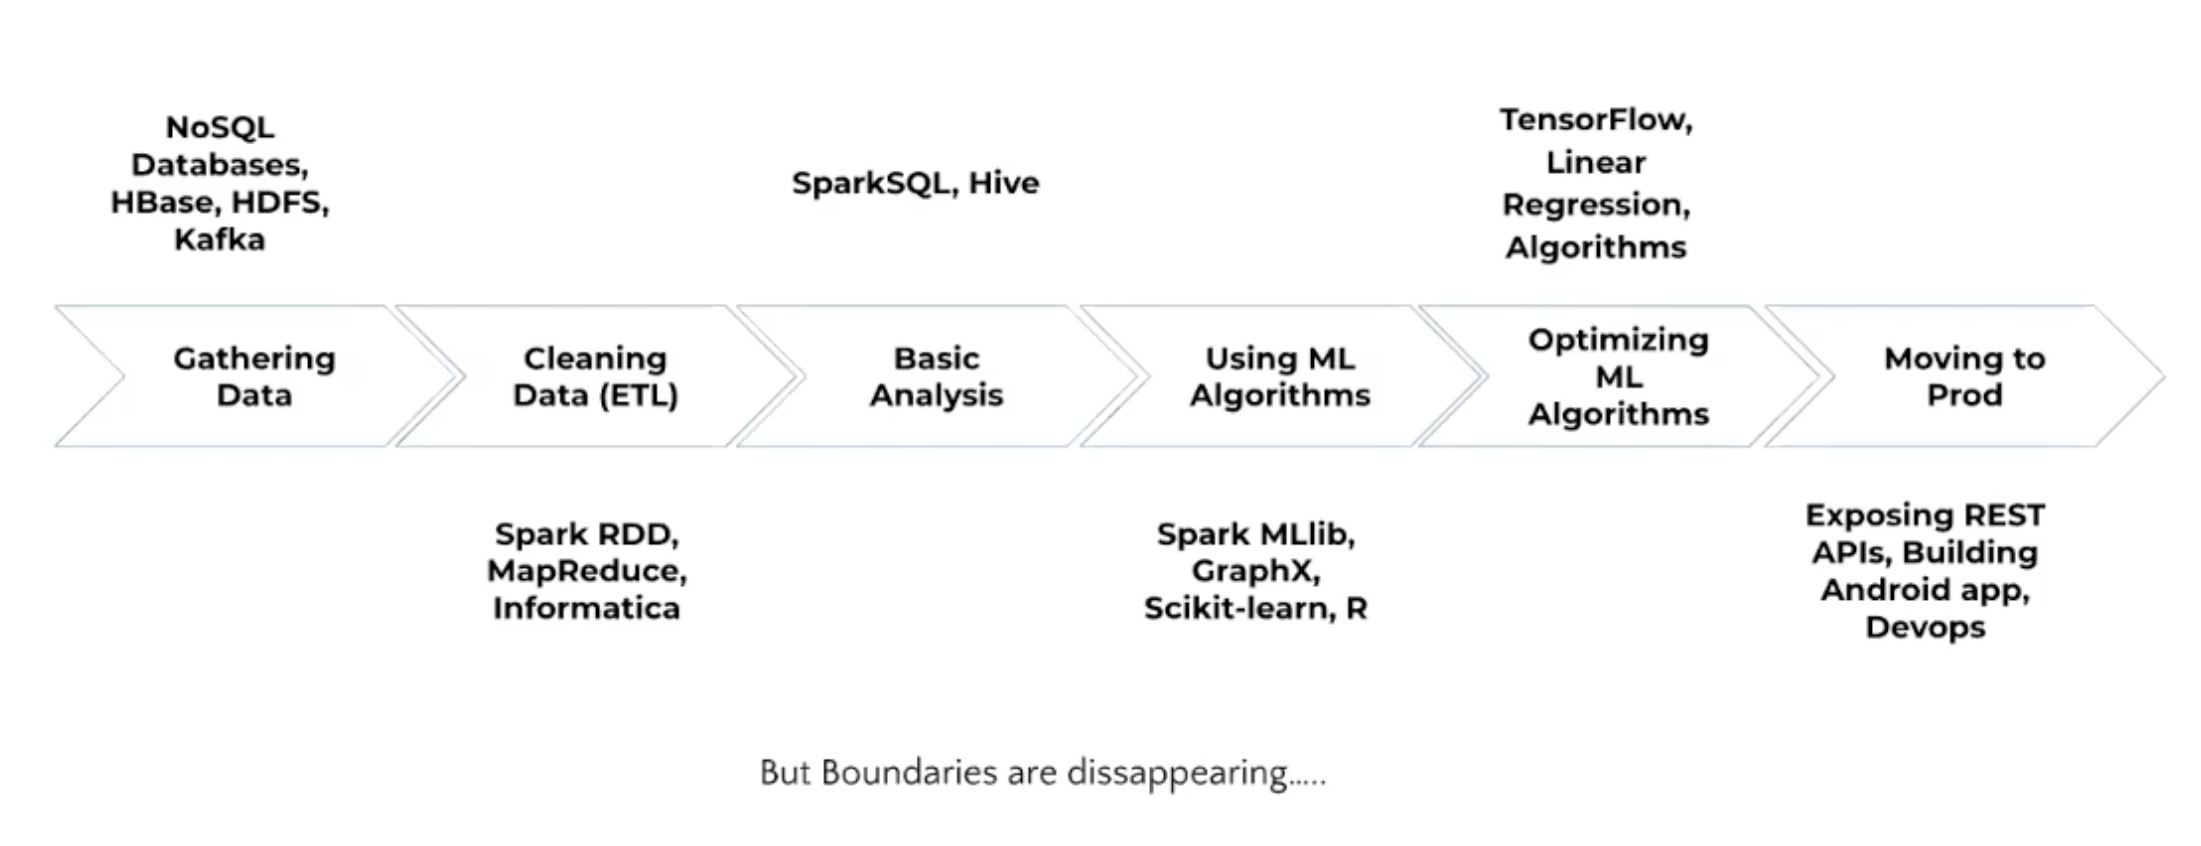 NoSQL
Databases,
HBase, HDFS,
Kafka
SparkSQL, Hive
TensorFlow,
Linear
Regression,
Algorithms
Gathering
Data
Cleaning
Data (ETL)
Basic
Analysis
Using ML
Algorithms
Optimizing
ML
Algorithms
Moving to
Prod
Spark RDD,
MapReduce,
Informatica
Spark MLlib,
GraphX,
Scikit-learn, R
Exposing REST
APIs, Building
Android app,
Devops
But Boundaries are dissappearing.....